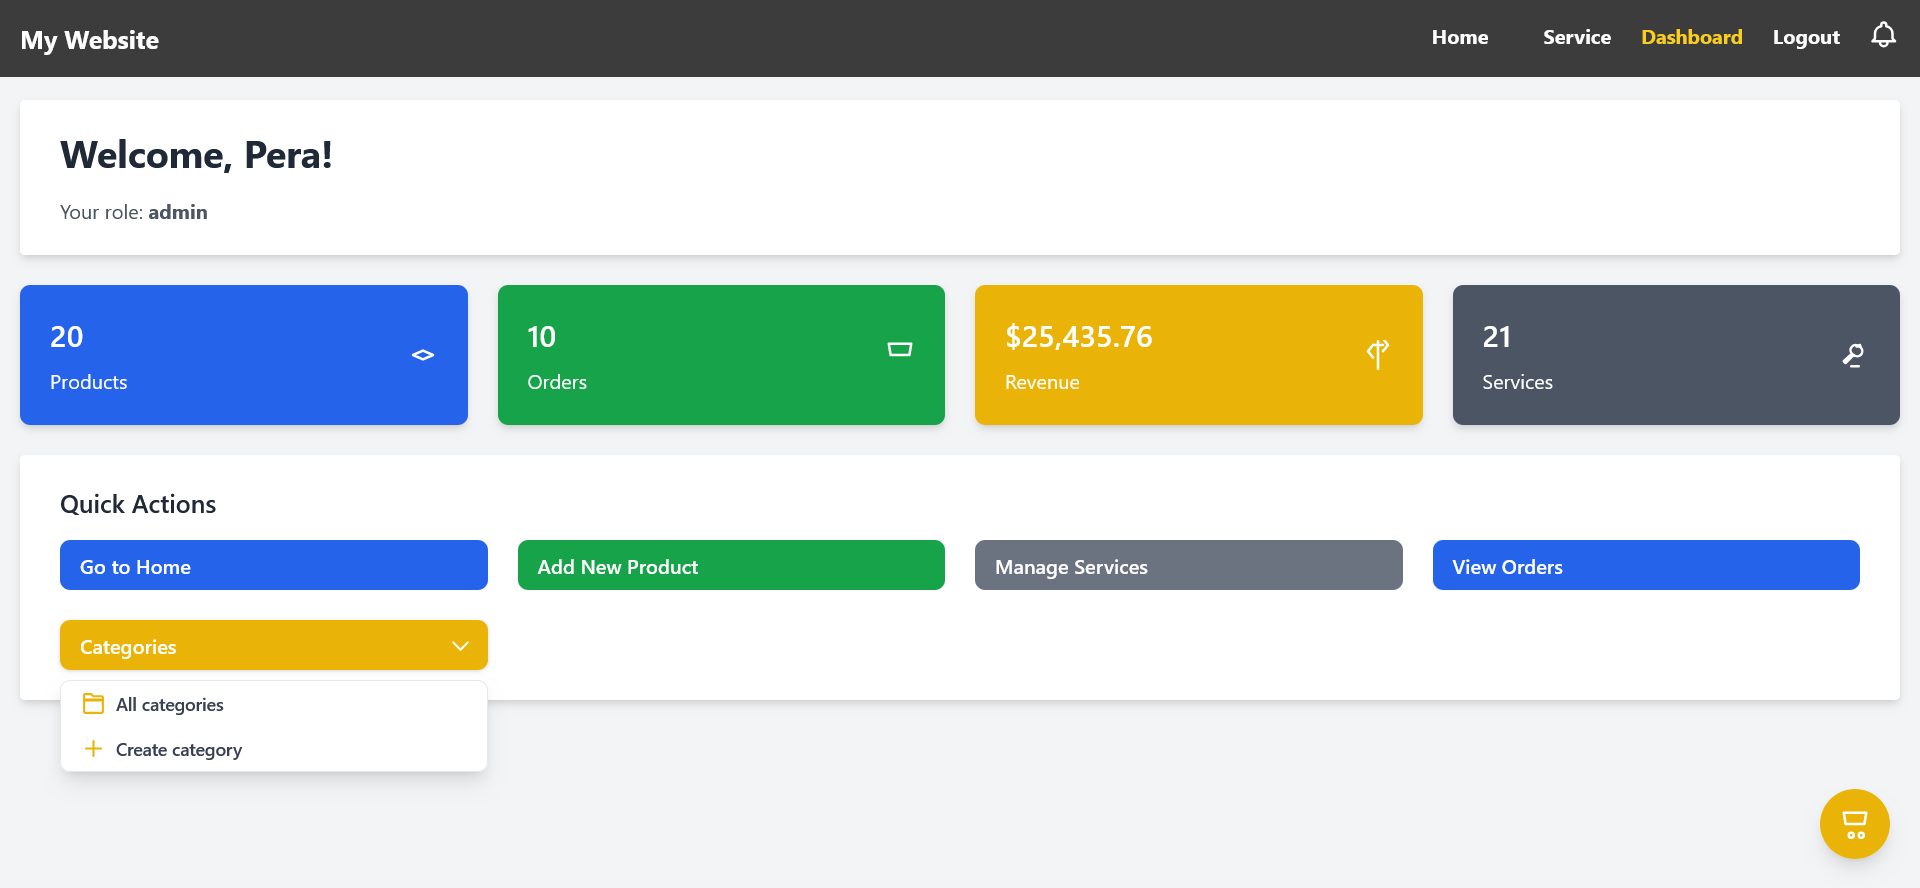 My Website
Home Service Dashboard Logout
Welcome, Pera!
Your role: admin
20
Products
10
Orders
$25,435.76
Revenue
21
Services
Quick Actions
Go to Home
Add New Product
Manage Services
View Orders
Categories
All categories
Create category